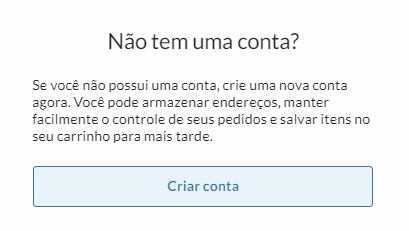 Não tem uma conta?
Se você não possui uma conta, crie uma nova conta
agora. Você pode armazenar endereços, manter
facilmente o controle de seus pedidos e salvar itens no
seu carrinho para mais tarde.
Criar conta